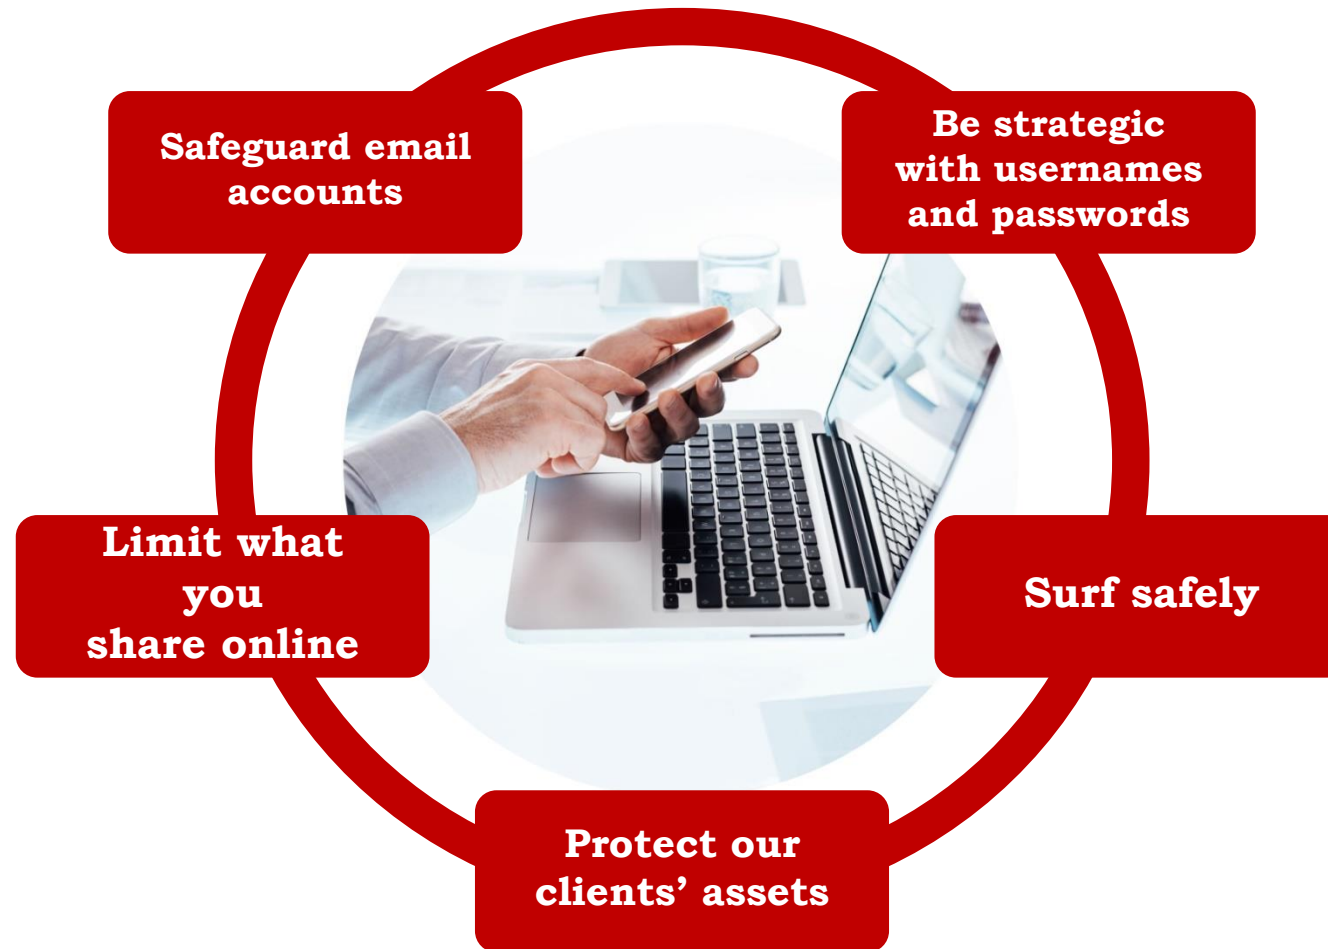 Safeguard email
accounts
Be strategic
with usernames
and passwords
Limit what
you
share online
Surf safely
Protect our
clients’ assets